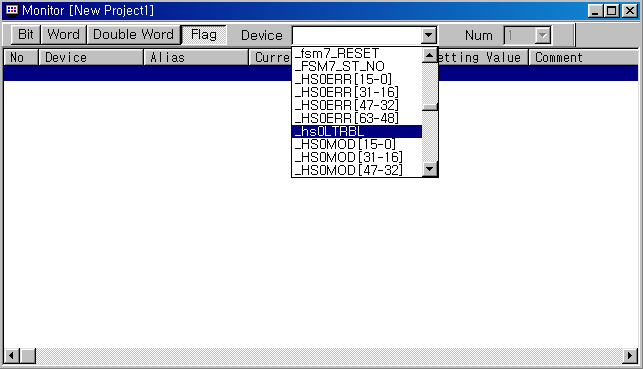 Monitor [New Project1]
Bit Word Double Word Flag Device Num 1
No Device Alias Curre etting Value Comment
_fsm7_RESET
_FSM7_ST_NO
_HS0ERR[15-0]
_HS0ERR[31-16]
_HS0ERR[47-32]
_HS0ERR[63-48]
_hs0LTRBL
_HS0MOD[15-0]
_HS0MOD[31-16]
_HS0MOD[47-32]